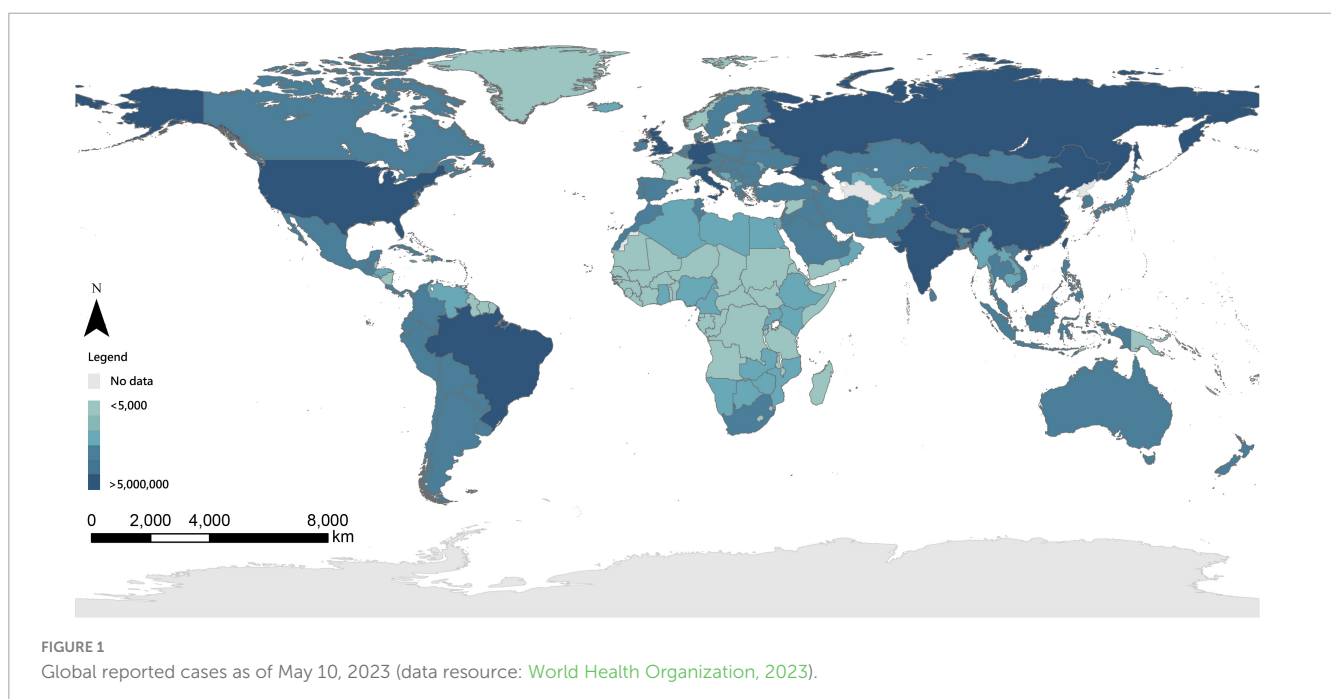 N
Legend
No data
<5,000
>5,000,000
0 2,000 4,000 8,000
km
FIGURE 1
Global reported cases as of May 10, 2023 (data resource: World Health Organization, 2023).